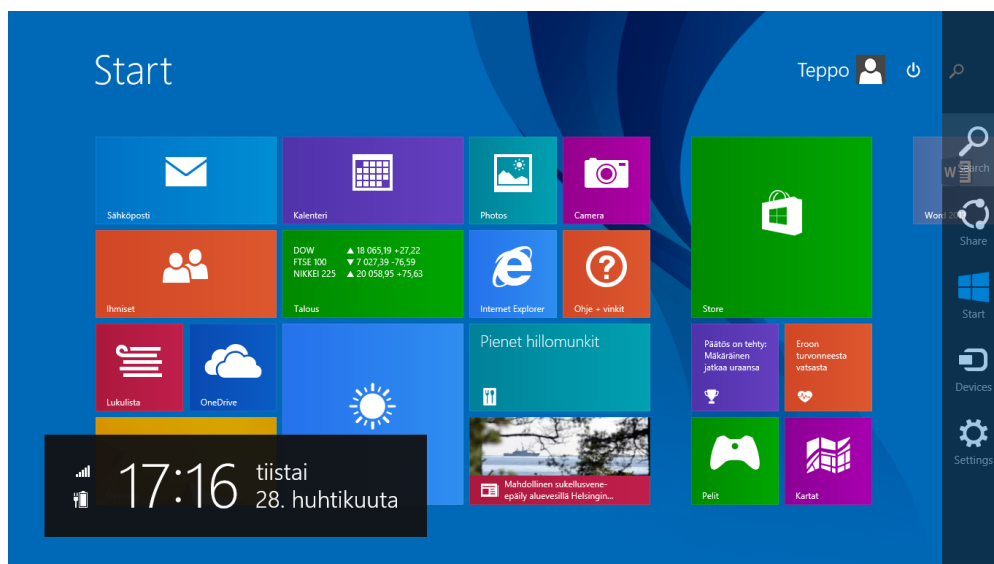 Start
Teppo
Sähköposti
Kalenteri
Photos
Camera
Store
Word 20
Search
Share
Start
Devices
Settings
Ihmiset
DOW ▲ 18 065,19 +27,22
FTSE 100 ▼ 7 027,39 -76,59
NIKKEI 225 ▲ 20 058,95 +75,63
Talous
Internet Explorer
Ohje + vinkit
Lukulista
OneDrive
Pienet hillomunkit
Päätös on tehty:
Mäkäräinen
jatkaa uraansa
Eroon
turvonneesta
vatsasta
Mahdollinen sukellusvene-
epäily aluevesillä Helsingin...
Pelit
Kartat
17:16
tiistai
28. huhtikuuta